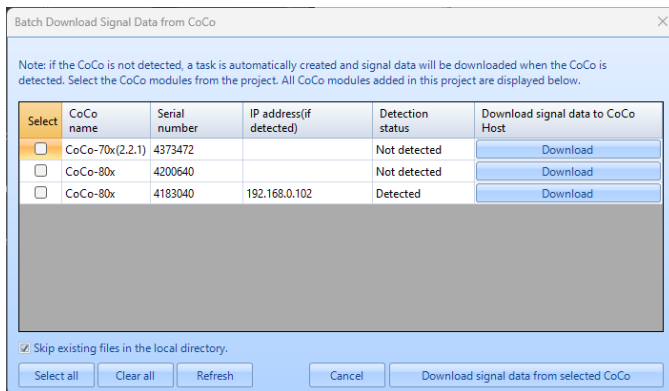 Batch Download Signal Data from CoCo
Note: if the CoCo is not detected, a task is automatically created and signal data will be downloaded when the CoCo is
detected. Select the CoCo modules from the project. All CoCo modules added in this project are displayed below.
Select CoCo name Serial number IP address(if detected) Detection status Download signal data to CoCo Host
CoCo-70x(2.2.1) 4373472 Not detected Download
CoCo-80x 4200640 Not detected Download
CoCo-80x 4183040 192.168.0.102 Detected Download
Skip existing files in the local directory.
Select all Clear all Refresh Cancel Download signal data from selected CoCo